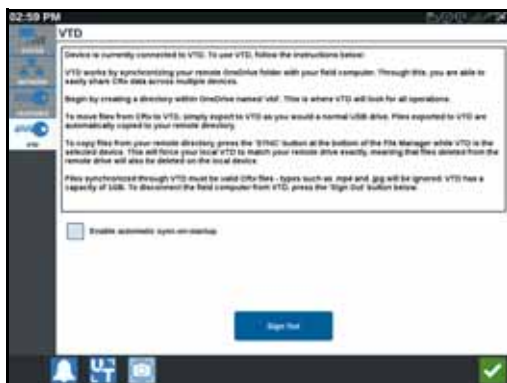 02:59 PM
VTD
Device is currently connected to VTD. To use VTD, follow the instructions below:
VTD works by synchronizing your remote OneDrive folder with your field computer. Through this, you are able to
easily share CRo data across multiple devices.
Begin by creating a directory within OneDrive named 'vtd'. This is where VTD will look for all operations.
To move files from CRo to VTD, simply export to VTD as you would a normal USB drive. Files exported to VTD are
automatically copied to your remote directory.
To copy files from your remote directory press the 'SYNC' button at the bottom of the File Manager while VTD is the
selected device. This will force your local VTD to match your remote drive exactly, meaning that files deleted from the
remote drive will also be deleted on the local device.
Files synchronized through VTD must be valid CRo files - types such as .mp4 and .jpg will be ignored. VTD has a
capacity of 1GB. To disconnect the field computer from VTD, press the 'Sign Out' button below.
VTD
Enable automatic sync-on-startup
Sign Out
UT